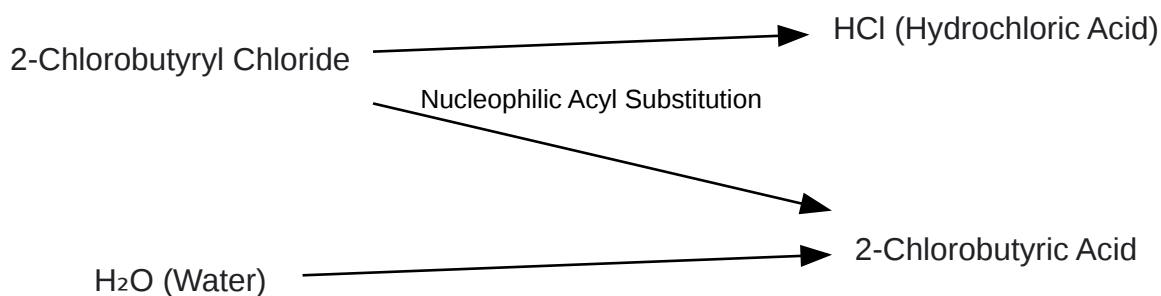 HCl (Hydrochloric Acid)
2-Chlorobutyryl Chloride
Nucleophilic Acyl Substitution
2-Chlorobutyric Acid
H₂O (Water)